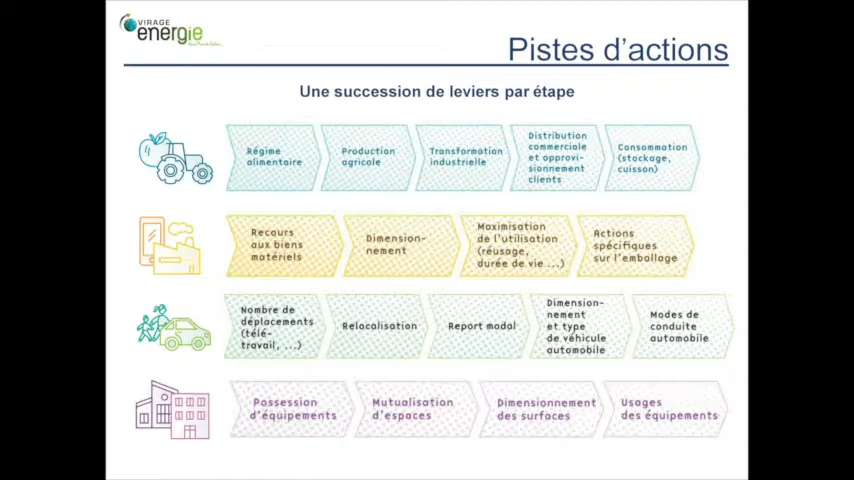 VIRAGE
énergie
Pistes d'actions
Une succession de leviers par étape
Régime
alimentaire
Production
agricole
Transformation
industrielle
Distribution
commerciale
et approvi-
sionnement
clients
Consommation
(stockage,
cuisson)
Recours
aux biens
matériels
Dimension-
nement
Maximisation
de l'utilisation
(réusage,
durée de vie ...)
Actions
spécifiques
sur l'emballage
Nombre de
déplacements
(télé-
travail, ...)
Relocalisation
Report modal
Dimension-
nement
et type
de véhicule
automobile
Modes de
conduite
automobile
Possession
d'équipements
Mutualisation
d'espaces
Dimensionnement
des surfaces
Usages
des équipements